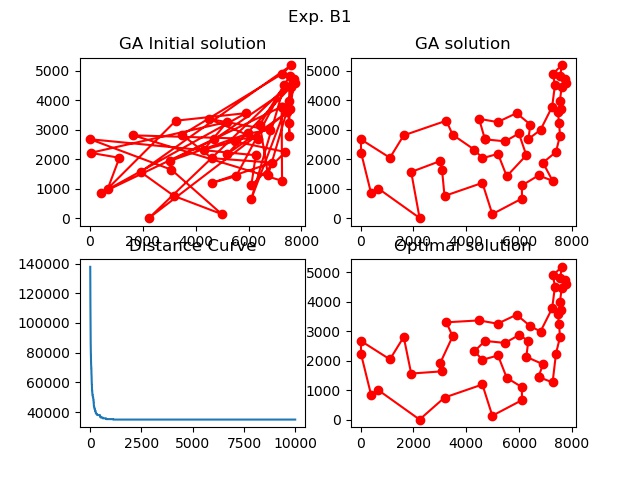 Exp. B1
GA Initial solution
GA solution
5000
4000
3000
2000
1000
0
0 2000 4000 6000 8000
5000
4000
3000
2000
1000
0
0 2000 4000 6000 8000
Distance Curve
Optimal solution
140000
120000
100000
80000
60000
40000
0 2500 5000 7500 10000
5000
4000
3000
2000
1000
0
0 2000 4000 6000 8000